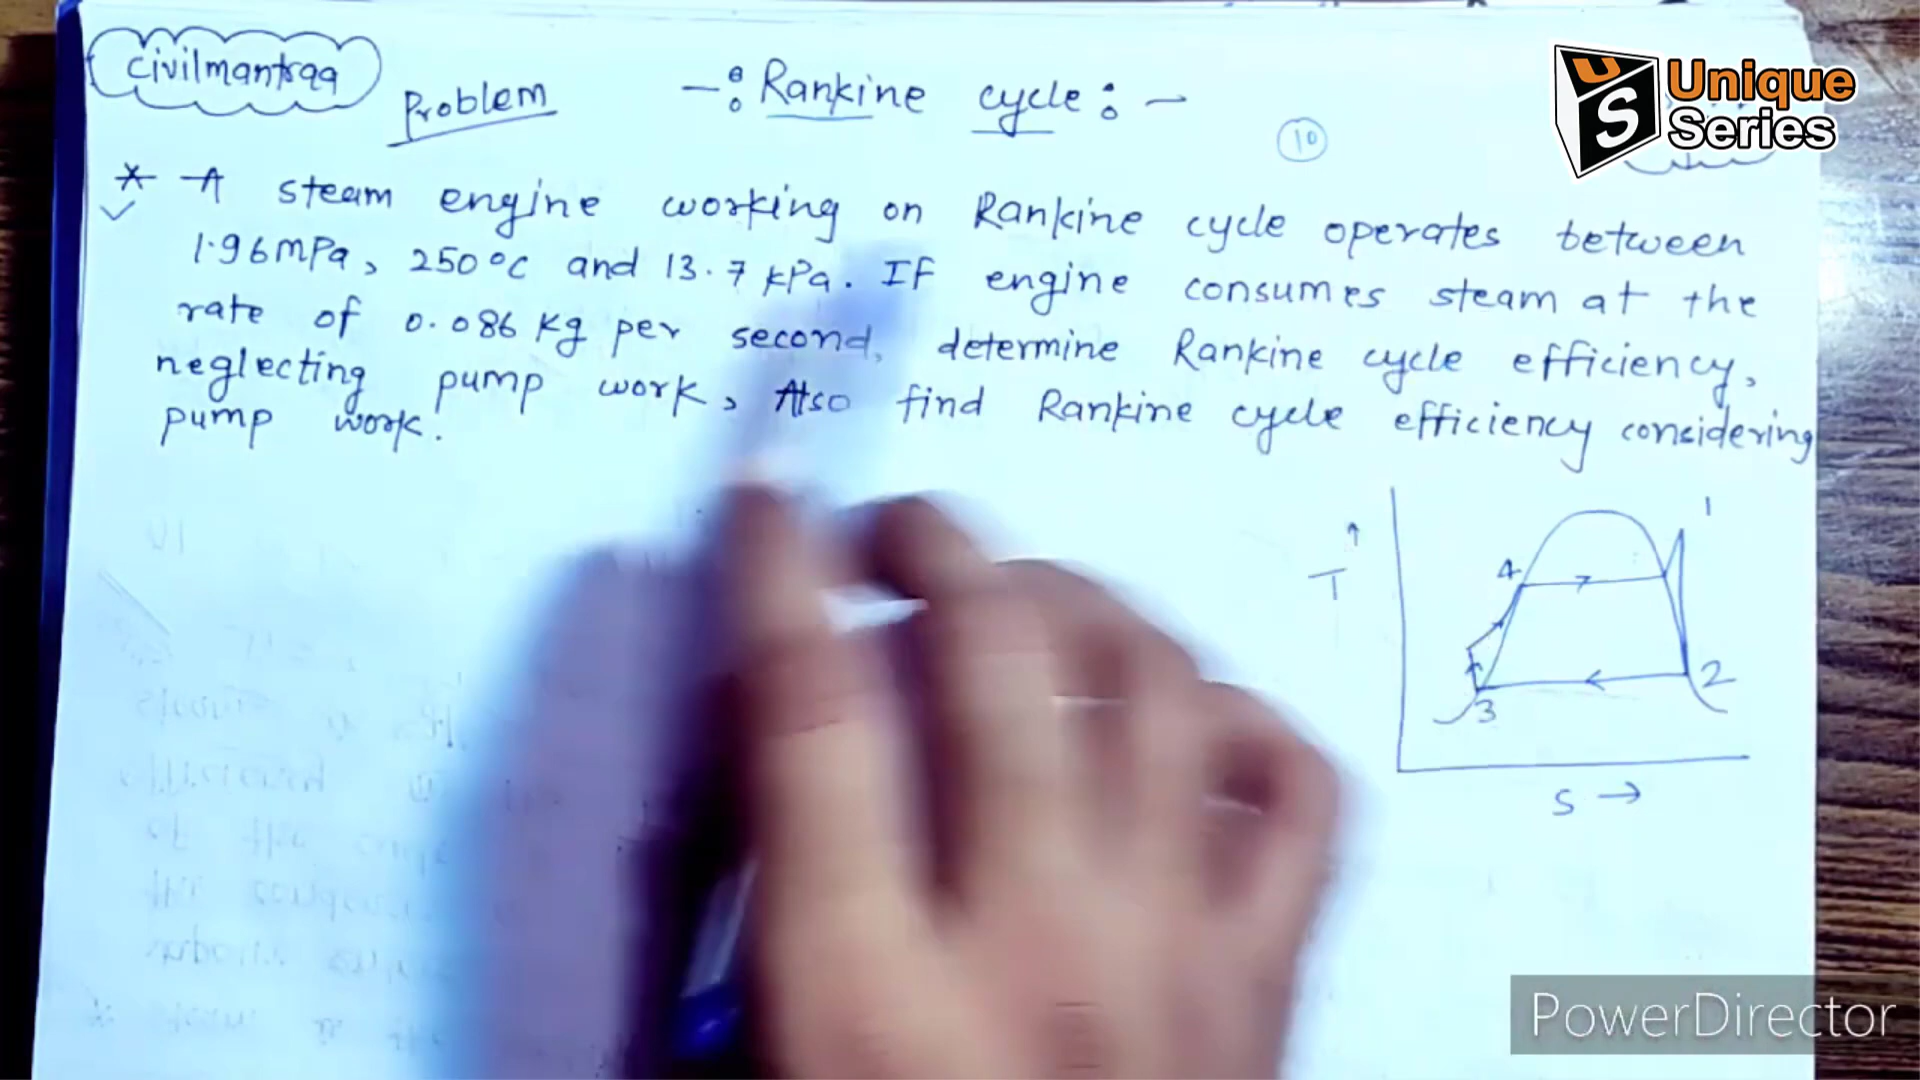 civilmantraa
Problem
-: Rankine cycle: -
10
Unique
Series
US
* A steam engine working on Rankine cycle operates between
1.96mPa, 250°c and 13.7 kPa. If engine consumes steam at the
rate of 0.086 kg per second, determine Rankine cycle efficiency,
neglecting pump work, Also find Rankine cycle efficiency considering
pump work.
1
4
T
2
3
S →
PowerDirector